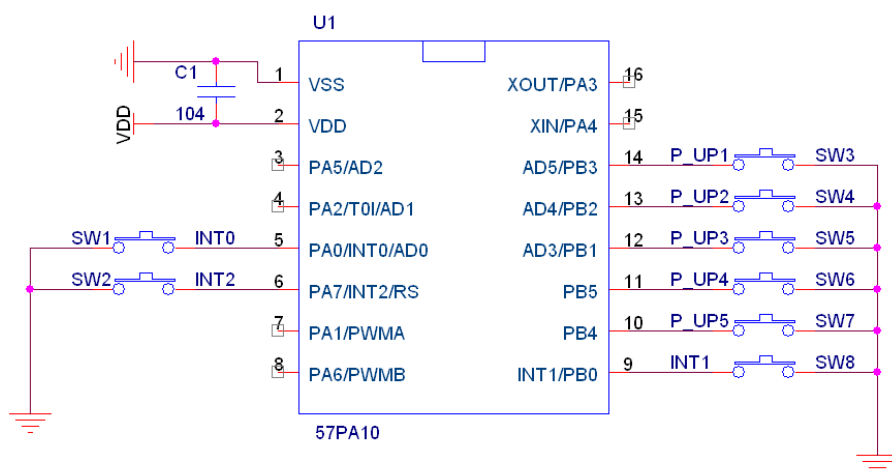 U1
C1
104
VDD
1 VSS
2 VDD
3 PA5/AD2
4 PA2/T0I/AD1
SW1 INT0 5 PA0/INT0/AD0
SW2 INT2 6 PA7/INT2/RS
7 PA1/PWMA
8 PA6/PWMB
XOUT/PA3 16
XIN/PA4 15
AD5/PB3 14 P_UP1 SW3
AD4/PB2 13 P_UP2 SW4
AD3/PB1 12 P_UP3 SW5
PB5 11 P_UP4 SW6
PB4 10 P_UP5 SW7
INT1/PB0 9 INT1 SW8
57PA10